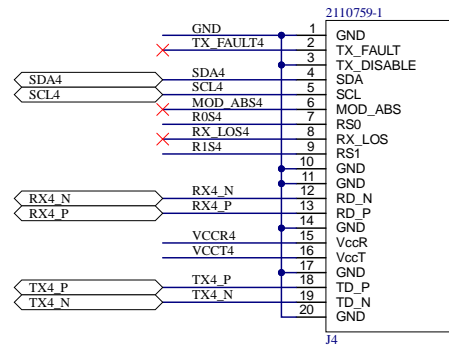 2110759-1
GND 1 GND
TX_FAULT4 2 TX_FAULT
3 TX_DISABLE
SDA4 SDA4 4 SDA
SCL4 SCL4 5 SCL
MOD_ABS4 6 MOD_ABS
R0S4 7 RS0
RX_LOS4 8 RX_LOS
R1S4 9 RS1
10 GND
11 GND
RX4_N RX4_N 12 RD_N
RX4_P RX4_P 13 RD_P
14 GND
VCCR4 15 VccR
VCCT4 16 VccT
17 GND
TX4_P TX4_P 18 TD_P
TX4_N TX4_N 19 TD_N
20 GND
J4